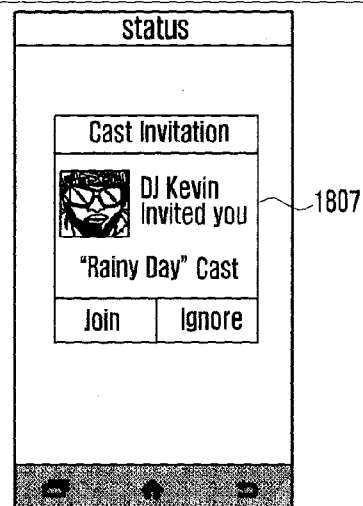 status
Cast Invitation
DJ Kevin
Invited you
1807
"Rainy Day" Cast
Join Ignore